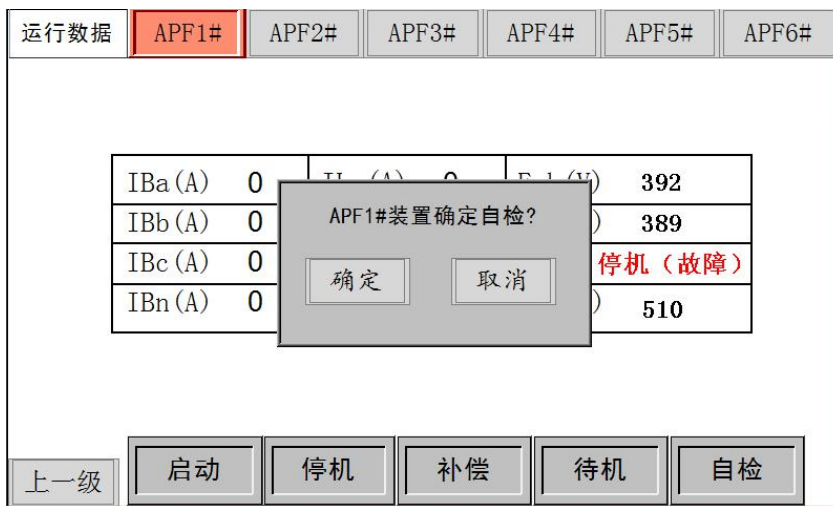 运行数据 APF1# APF2# APF3# APF4# APF5# APF6#
IBa(A) 0 392
IBb(A) 0 389
IBc(A) 0 停机（故障）
IBn(A) 0 510
APF1#装置确定自检?
确定 取消
上一级 启动 停机 补偿 待机 自检